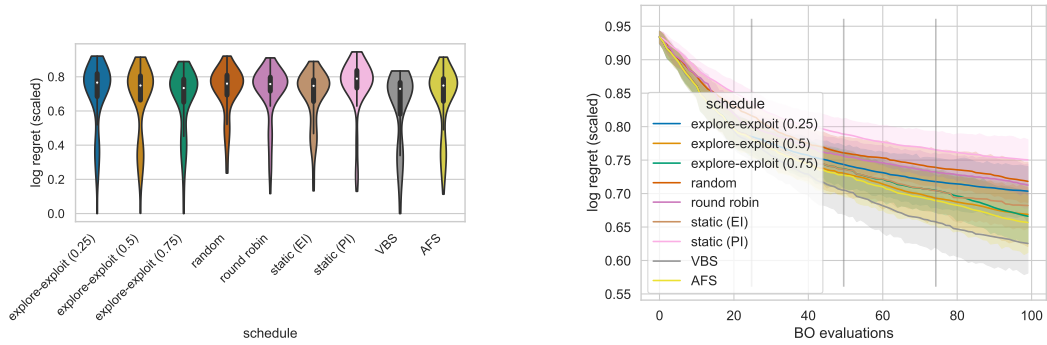 log regret (scaled)
0.8
0.6
0.4
0.2
0.0
explore-exploit (0.25)
explore-exploit (0.5)
explore-exploit (0.75)
random
round robin
static (EI)
static (PI)
VBS
AFS
schedule
log regret (scaled)
0.95
0.90
0.85
0.80
0.75
0.70
0.65
0.60
0.55
schedule
explore-exploit (0.25)
explore-exploit (0.5)
explore-exploit (0.75)
random
round robin
static (EI)
static (PI)
VBS
AFS
0 20 40 60 80 100
BO evaluations